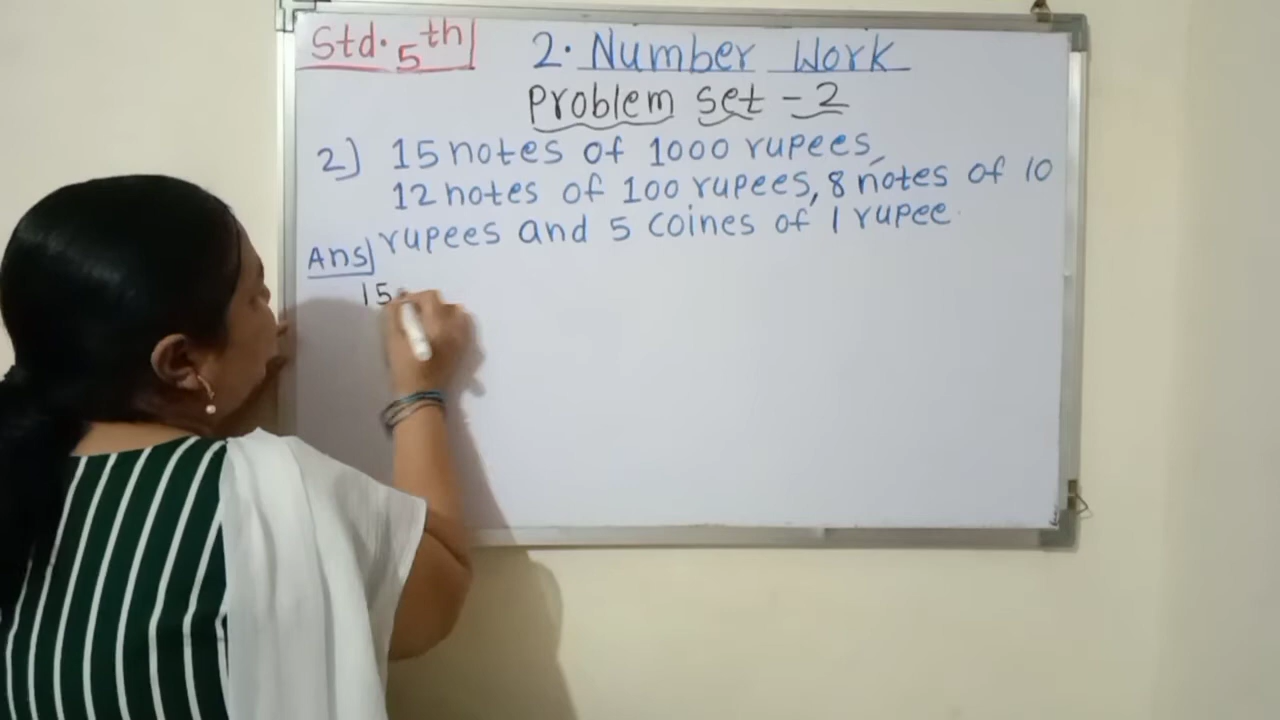 Std. 5th
2. Number Work
Problem set - 2
2) 15 notes of 1000 rupees,
12 notes of 100 rupees, 8 notes of 10
rupees and 5 coines of 1 rupee.
Ans
15